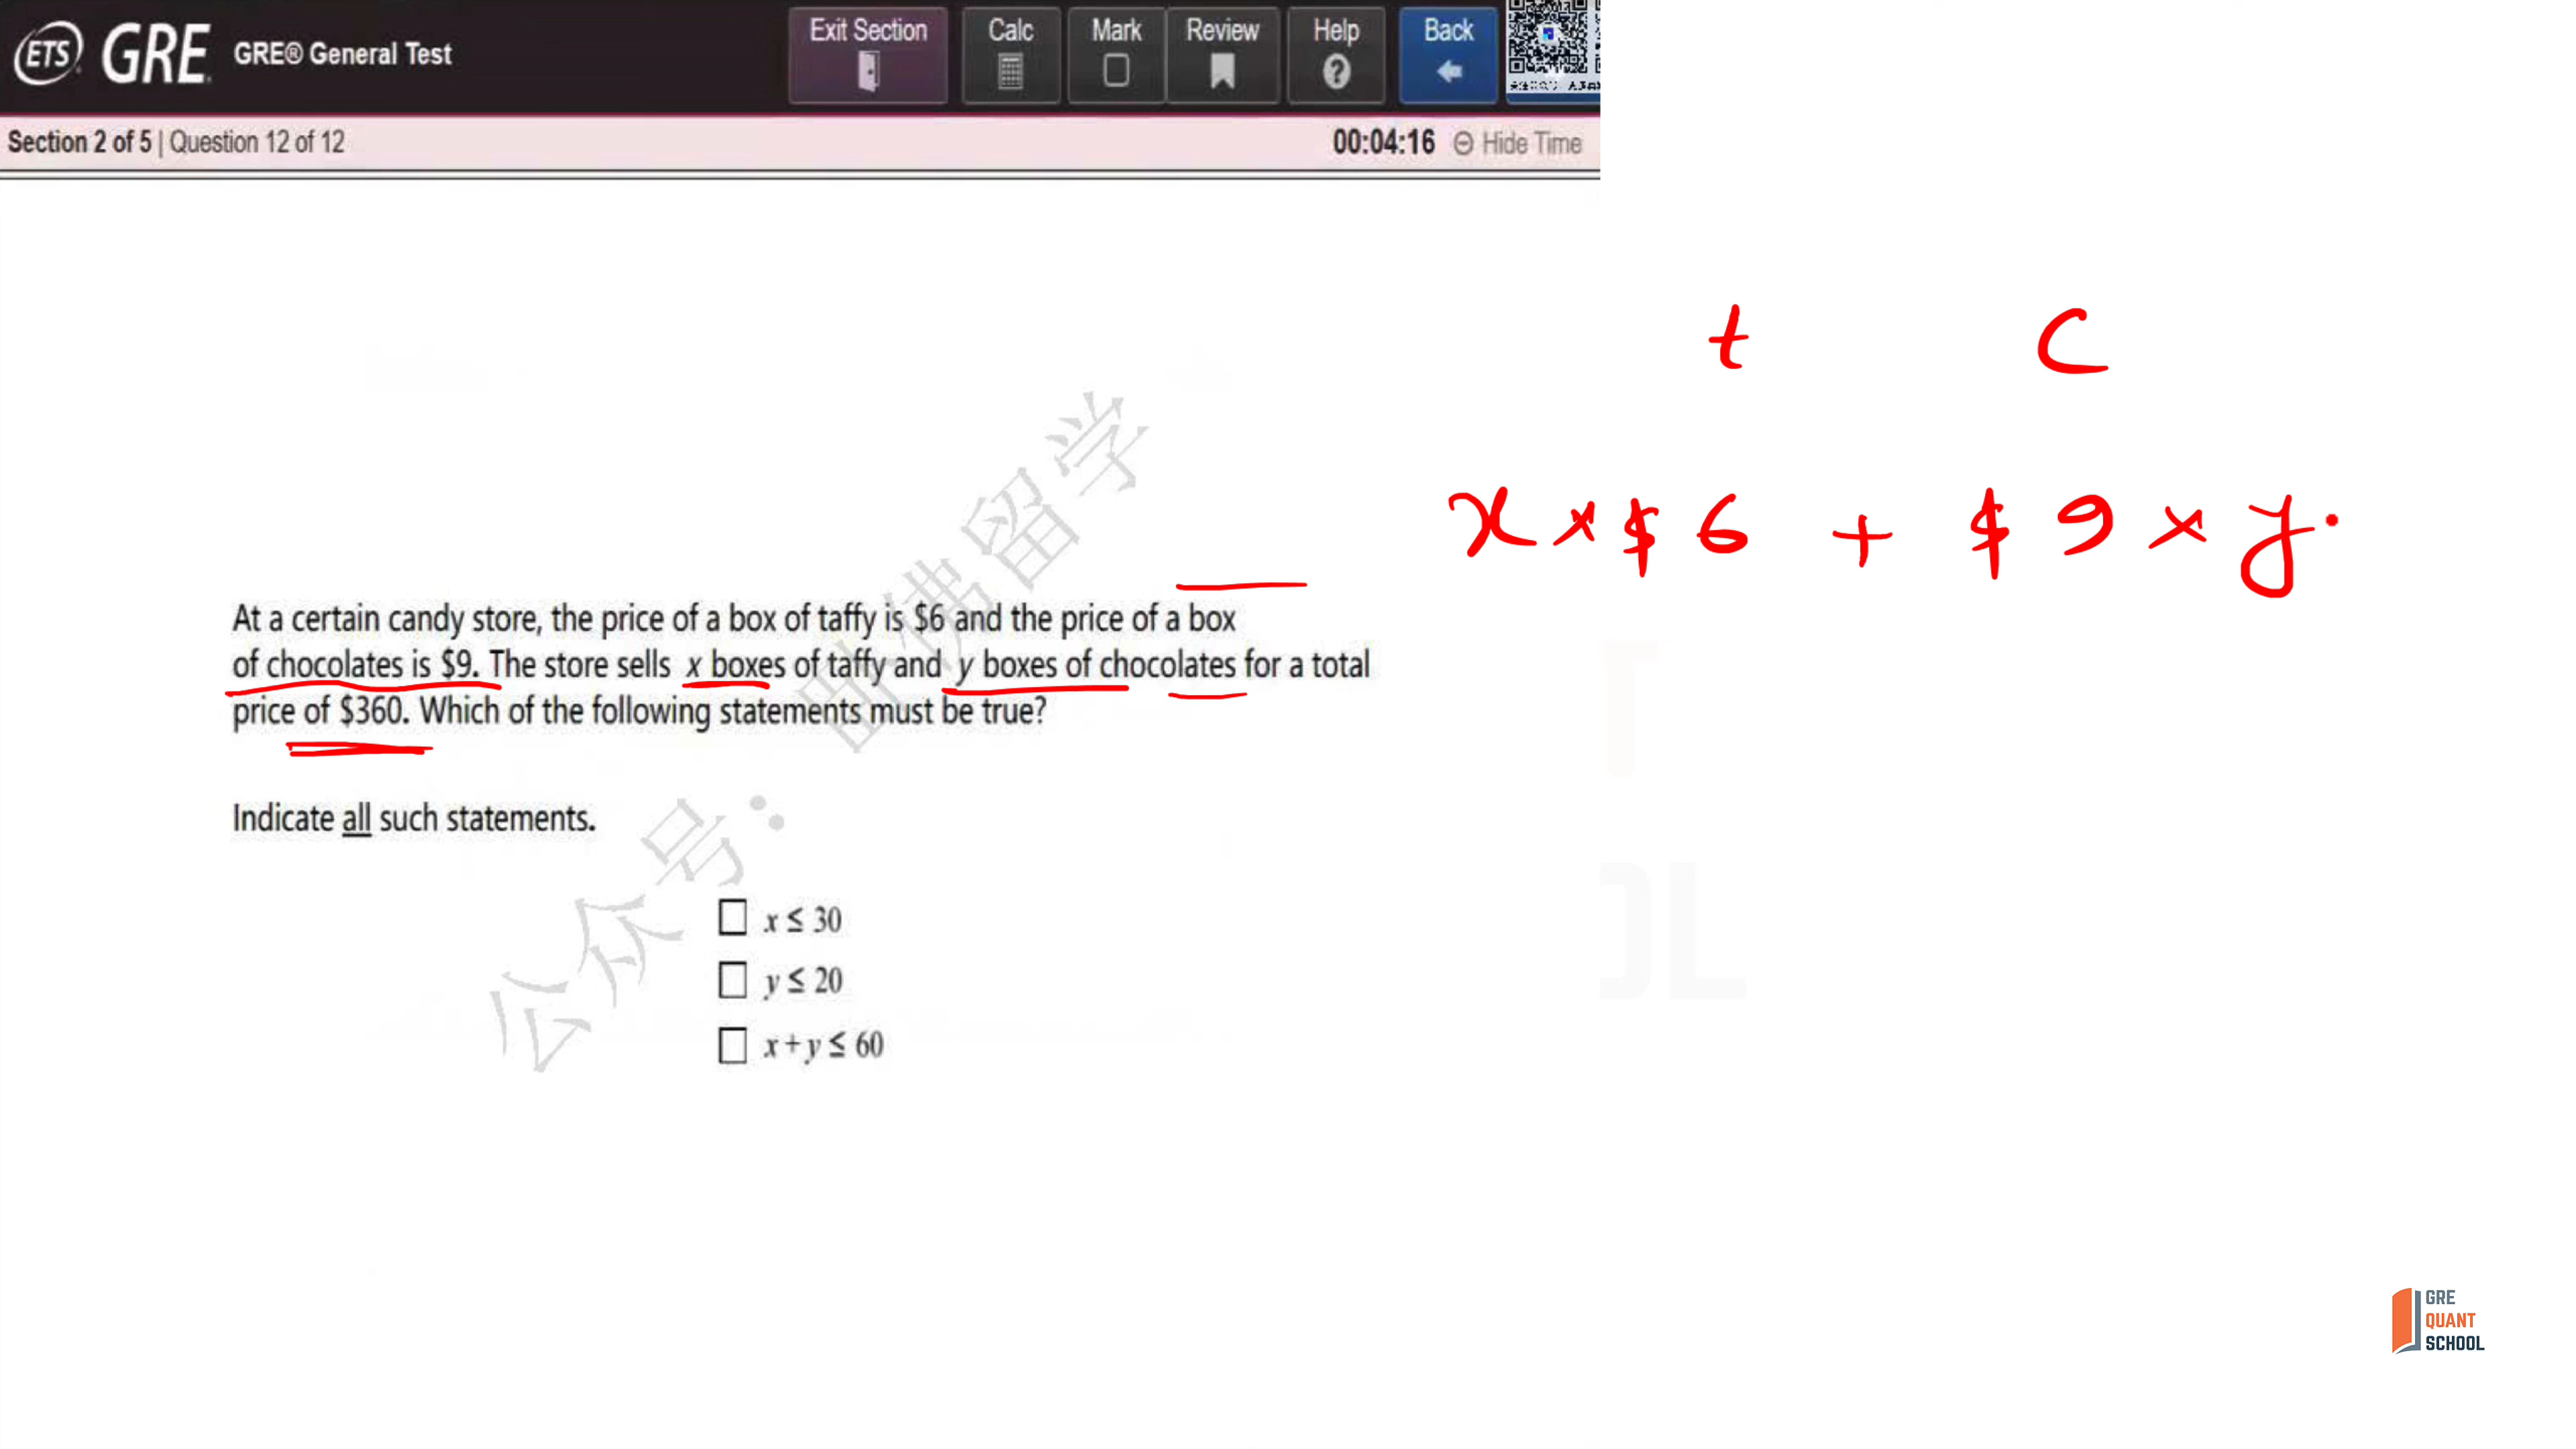 ETS GRE GRE® General Test Exit Section Calc Mark Review Help Back
Section 2 of 5 | Question 12 of 12 00:04:16 Hide Time
t C
x × $ 6 + $ 9 × y
At a certain candy store, the price of a box of taffy is $6 and the price of a box
of chocolates is $9. The store sells x boxes of taffy and y boxes of chocolates for a total
price of $360. Which of the following statements must be true?
Indicate all such statements.
x ≤ 30
y ≤ 20
x + y ≤ 60
公众号：卧佛留学
GRE
QUANT
SCHOOL